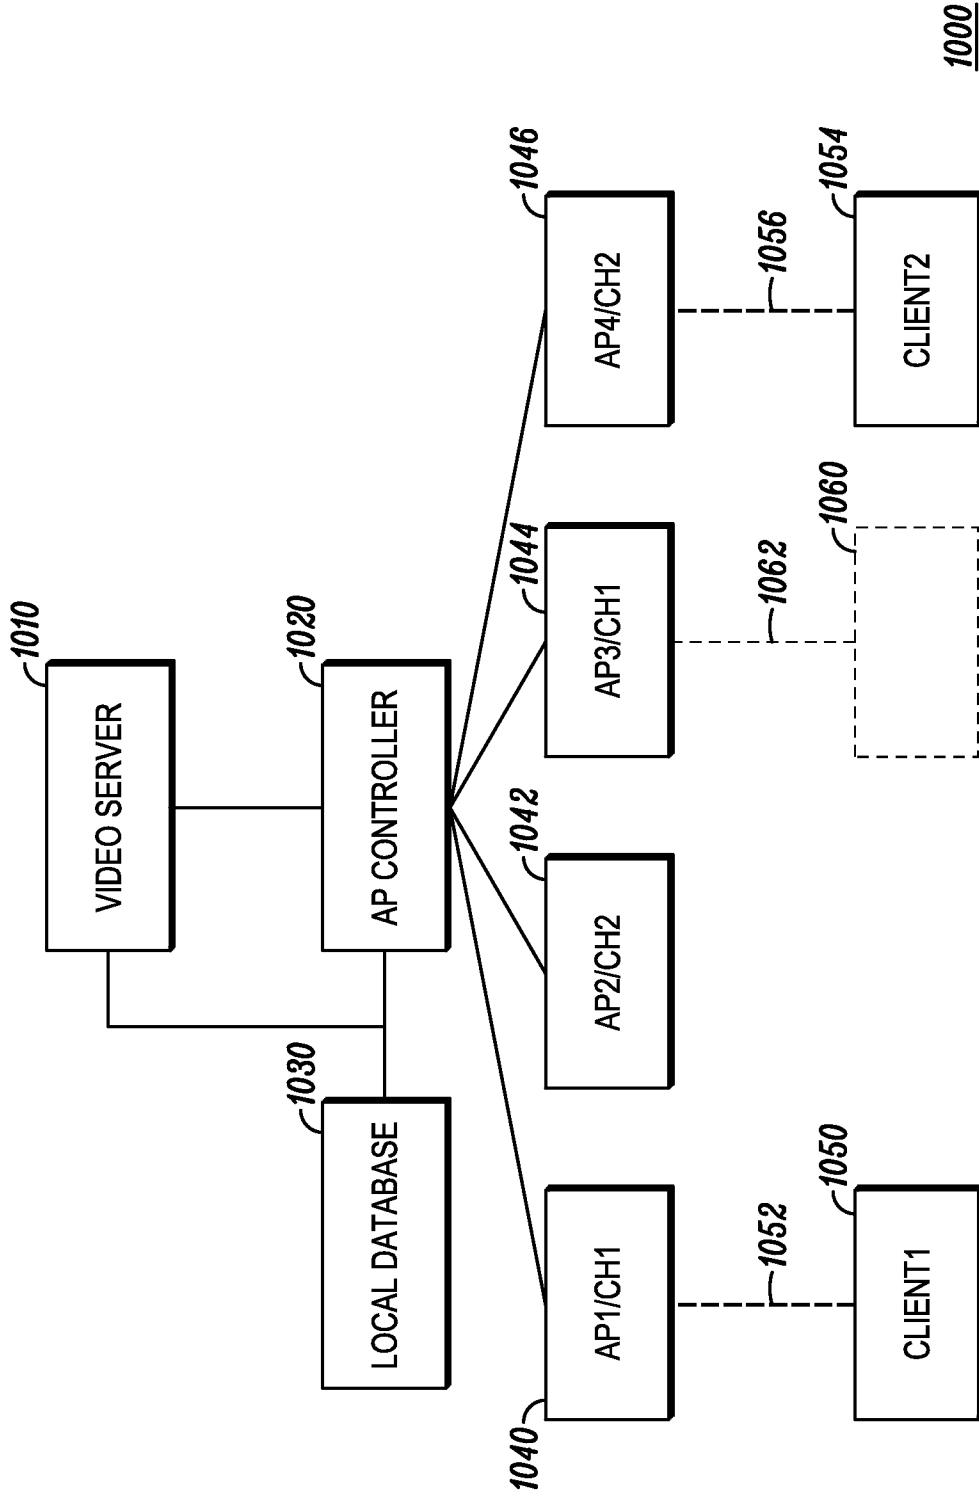 1010
VIDEO SERVER
1020
AP CONTROLLER
1030
LOCAL DATABASE
1040
AP1/CH1
1042
AP2/CH2
1044
AP3/CH1
1046
AP4/CH2
1052
1062
1056
1050
CLIENT1
1060
1054
CLIENT2
1000